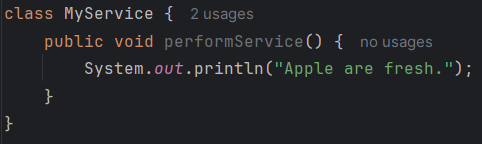 class MyService {  2 usages
    public void performService() {  no usages
        System.out.println("Apple are fresh.");
    }
}